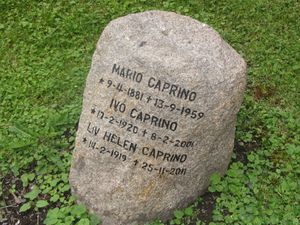 MARIO CAPRINO
*9-4-1881 +13-9-1959
IVO CAPRINO
*17-2-1920 +8-2-2001
LIV HELEN CAPRINO
*14-2-1919 +25-11-2011